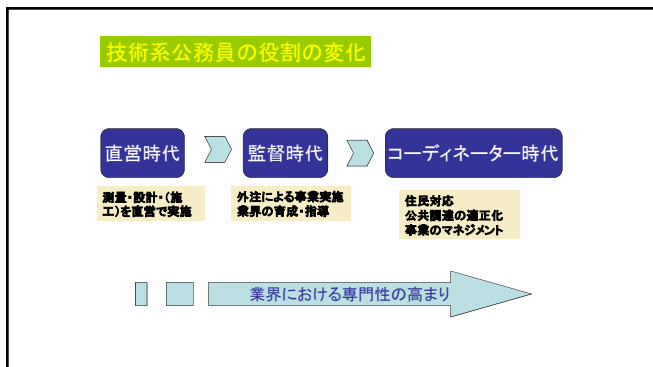 技術系公務員の役割の変化
直営時代
監督時代
コーディネーター時代
測量・設計・(施
工)を直営で実施
外注による事業実施
業界の育成・指導
住民対応
公共調達の適正化
事業のマネジメント
業界における専門性の高まり